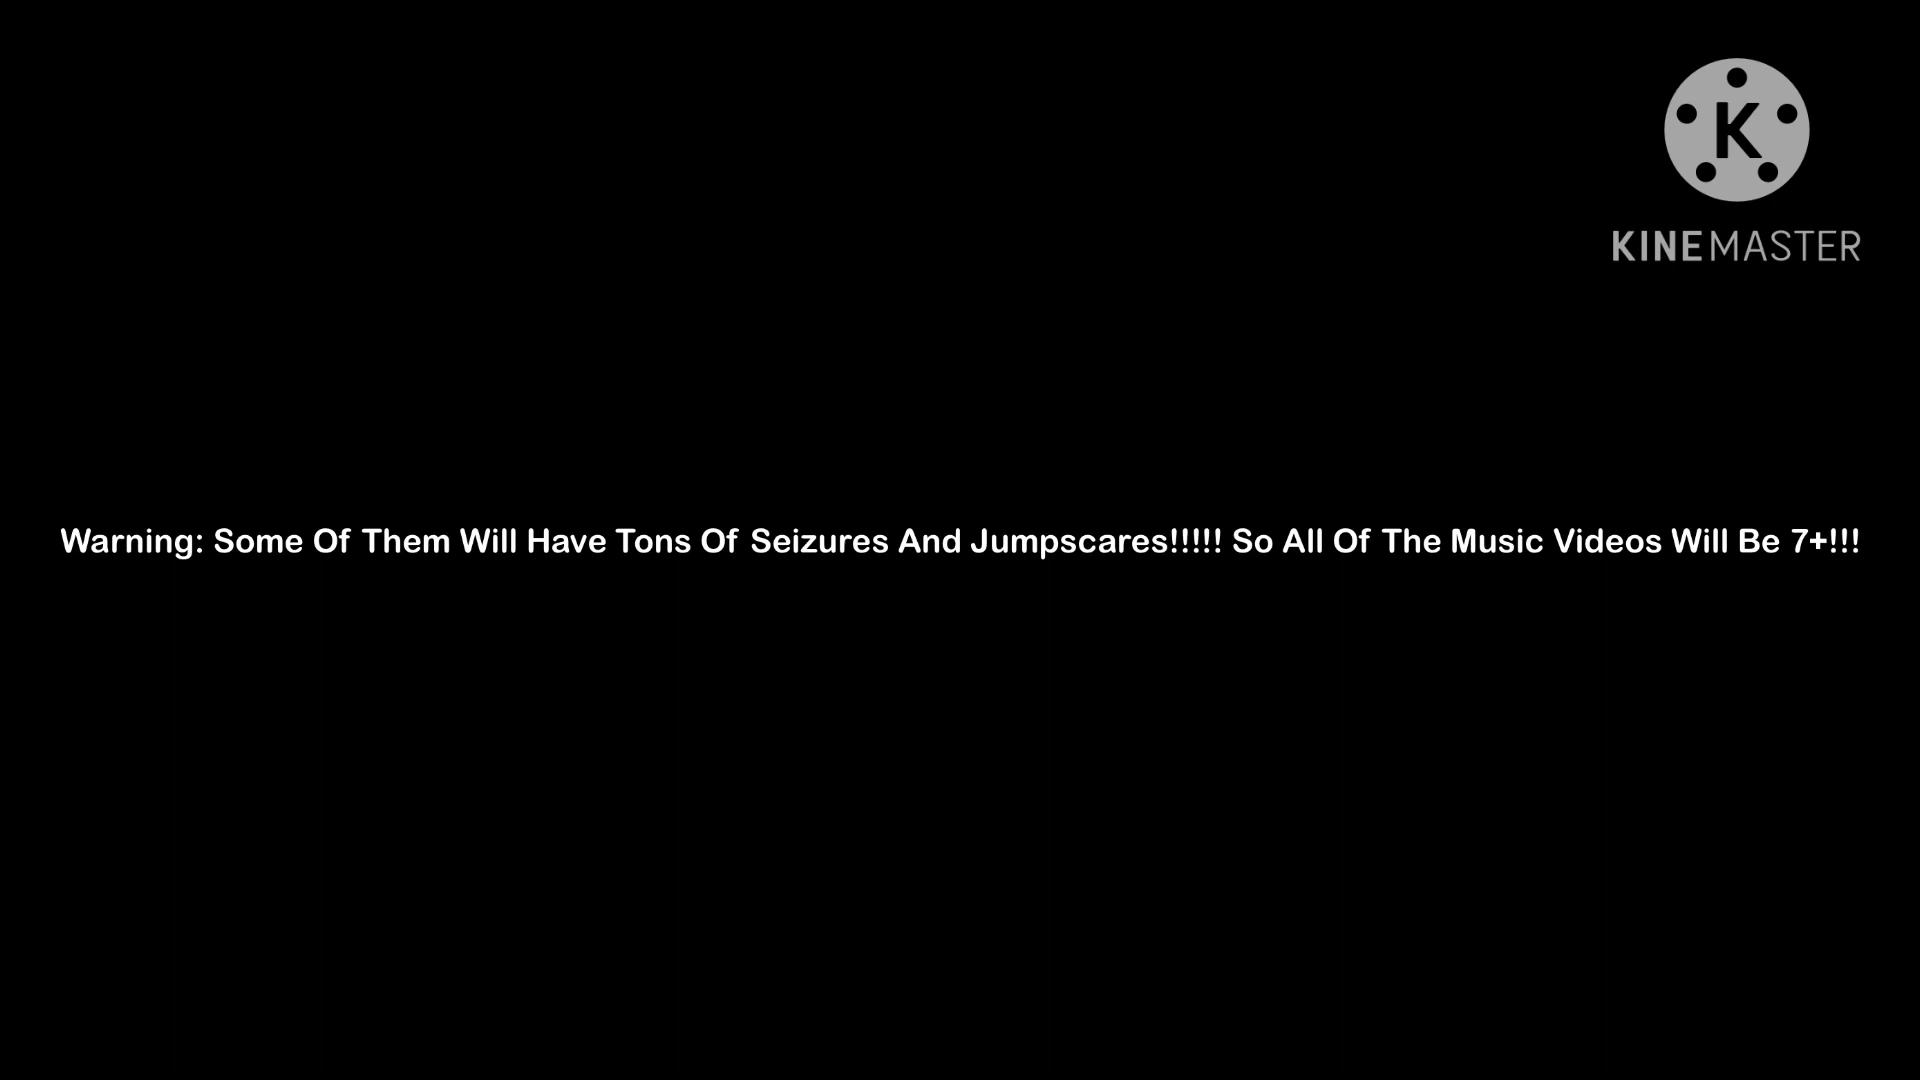 K
KINEMASTER
Warning: Some Of Them Will Have Tons Of Seizures And Jumpscares!!!!! So All Of The Music Videos Will Be 7+!!!